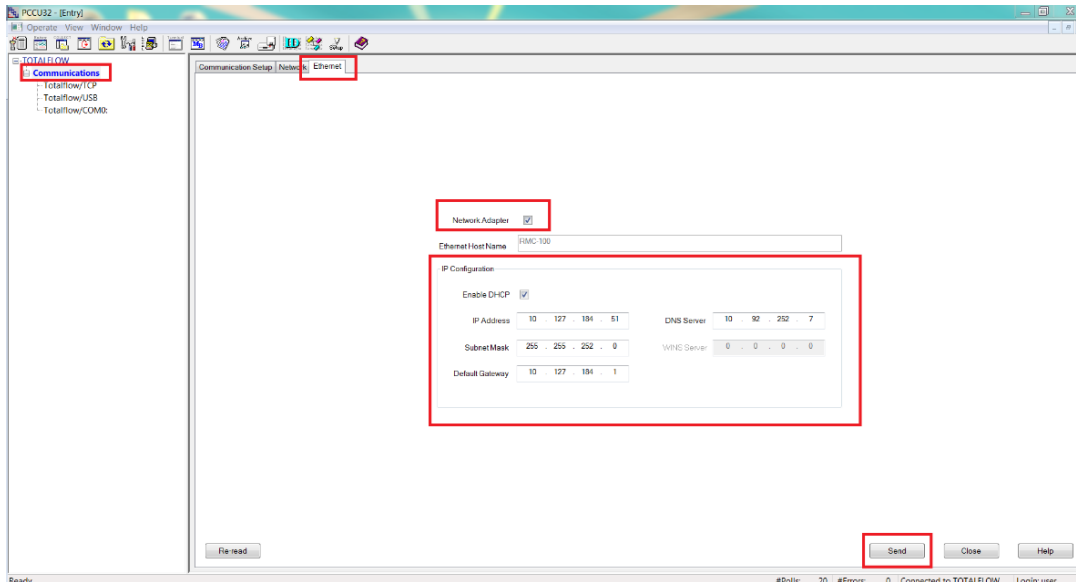 PCCU32 - [Entry]
Operate View Window Help
TOTALFLOW
Communications
Totalflow/TCP
Totalflow/USB
Totalflow/COM0:
Communication Setup Network Ethernet
Network Adapter
Ethernet Host Name RMC-100
IP Configuration
Enable DHCP
IP Address 10 . 127 . 184 . 51 DNS Server 10 . 92 . 252 . 7
Subnet Mask 255 . 255 . 252 . 0 WINS Server 0 . 0 . 0 . 0
Default Gateway 10 . 127 . 184 . 1
Re-read Send Close Help
Ready #Polls: 20 #Errors: 0 Connected to TOTALFLOW Login:user